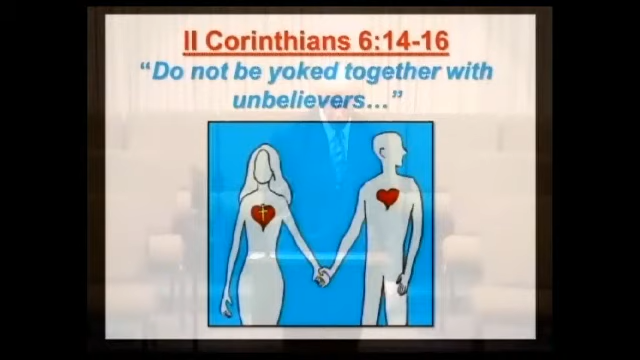 II Corinthians 6:14-16
“Do not be yoked together with
unbelievers…”